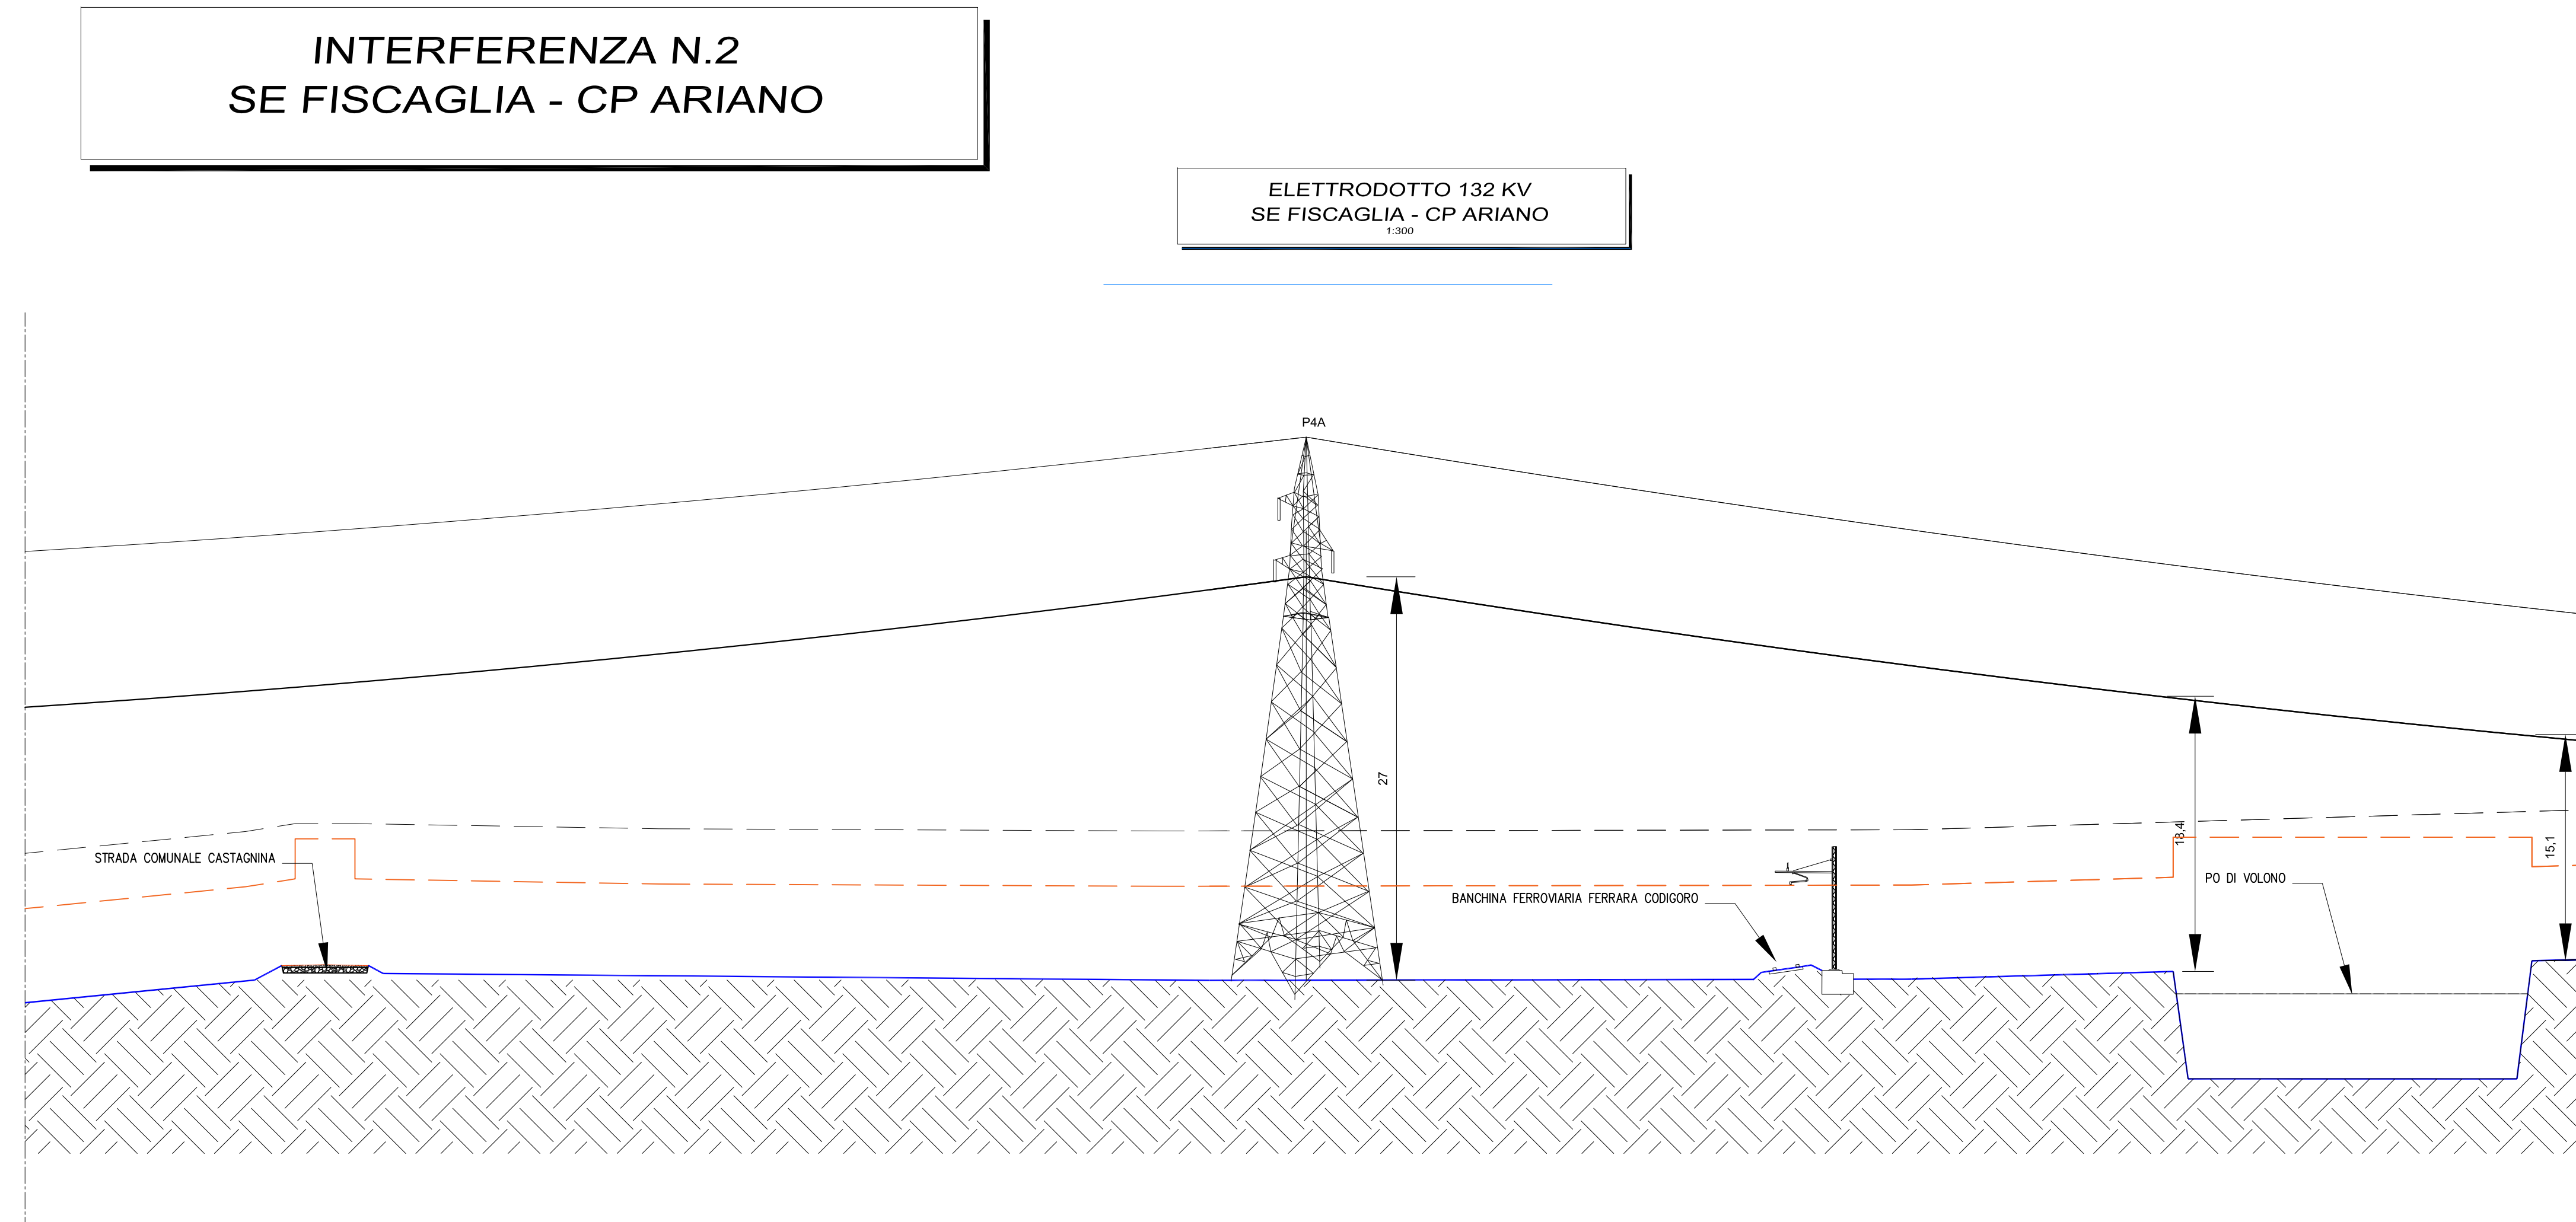 INTERFERENZA N.2
SE FISCAGLIA - CP ARIANO
ELETTRODOTTO 132 KV
SE FISCAGLIA - CP ARIANO
1:300
P4A
27
18,4
15,1
STRADA COMUNALE CASTAGNINA
BANCHINA FERROVIARIA FERRARA CODIGORO
PO DI VOLONO